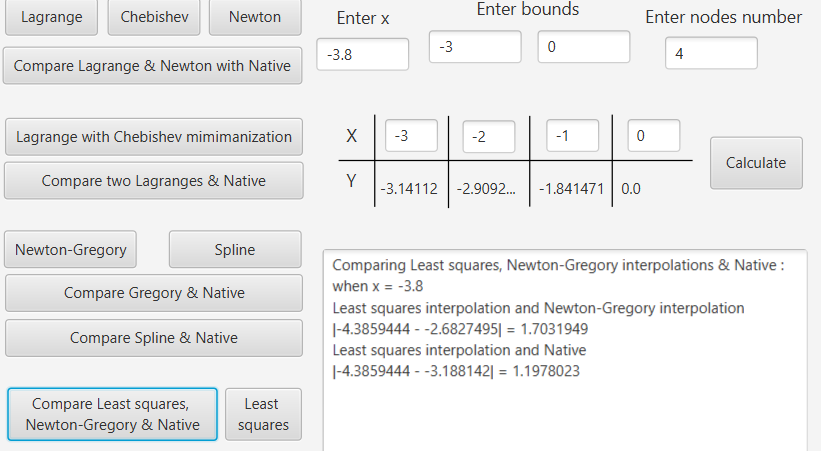 Lagrange
Chebishev
Newton
Compare Lagrange & Newton with Native
Enter x
-3.8
Enter bounds
-3
0
Enter nodes number
4
Lagrange with Chebishev mimimanization
Compare two Lagranges & Native
X
-3
-2
-1
0
Y
-3.14112
-2.9092...
-1.841471
0.0
Calculate
Newton-Gregory
Spline
Compare Gregory & Native
Compare Spline & Native
Compare Least squares,
Newton-Gregory & Native
Least
squares
Comparing Least squares, Newton-Gregory interpolations & Native :
when x = -3.8
Least squares interpolation and Newton-Gregory interpolation
|-4.3859444 - -2.6827495| = 1.7031949
Least squares interpolation and Native
|-4.3859444 - -3.188142| = 1.1978023